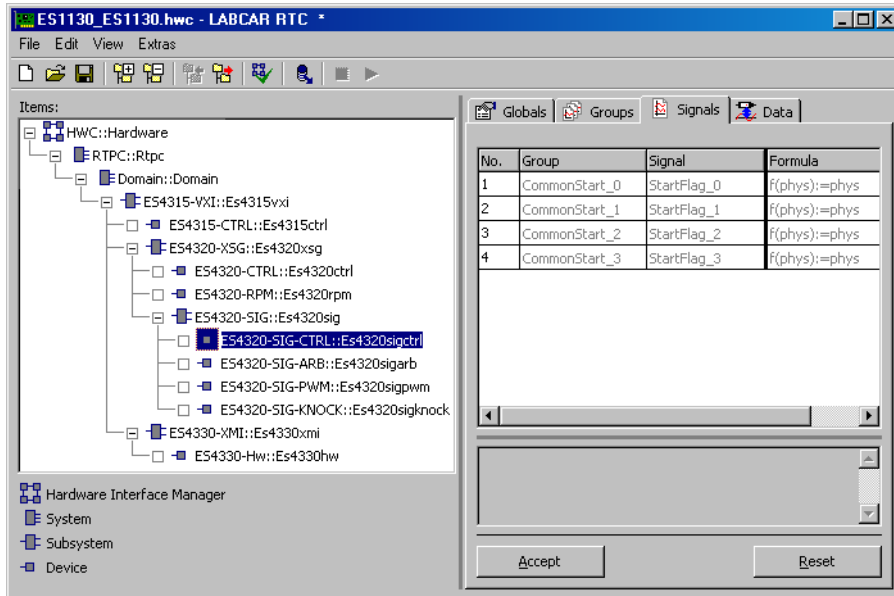 ES1130_ES1130.hwc - LABCAR RTC *
File Edit View Extras
Items:
HWC::Hardware
RTPC::Rtpc
Domain::Domain
ES4315-VXI::Es4315vxi
ES4315-CTRL::Es4315ctrl
ES4320-XSG::Es4320xsg
ES4320-CTRL::Es4320ctrl
ES4320-RPM::Es4320rpm
ES4320-SIG::Es4320sig
ES4320-SIG-CTRL::Es4320sigctrl
ES4320-SIG-ARB::Es4320sigarb
ES4320-SIG-PWM::Es4320sigpwm
ES4320-SIG-KNOCK::Es4320sigknock
ES4330-XMI::Es4330xmi
ES4330-Hw::Es4330hw
Hardware Interface Manager
System
Subsystem
Device
Globals Groups Signals Data
No. Group Signal Formula
1 CommonStart_0 StartFlag_0 f(phys):=phys
2 CommonStart_1 StartFlag_1 f(phys):=phys
3 CommonStart_2 StartFlag_2 f(phys):=phys
4 CommonStart_3 StartFlag_3 f(phys):=phys
Accept Reset